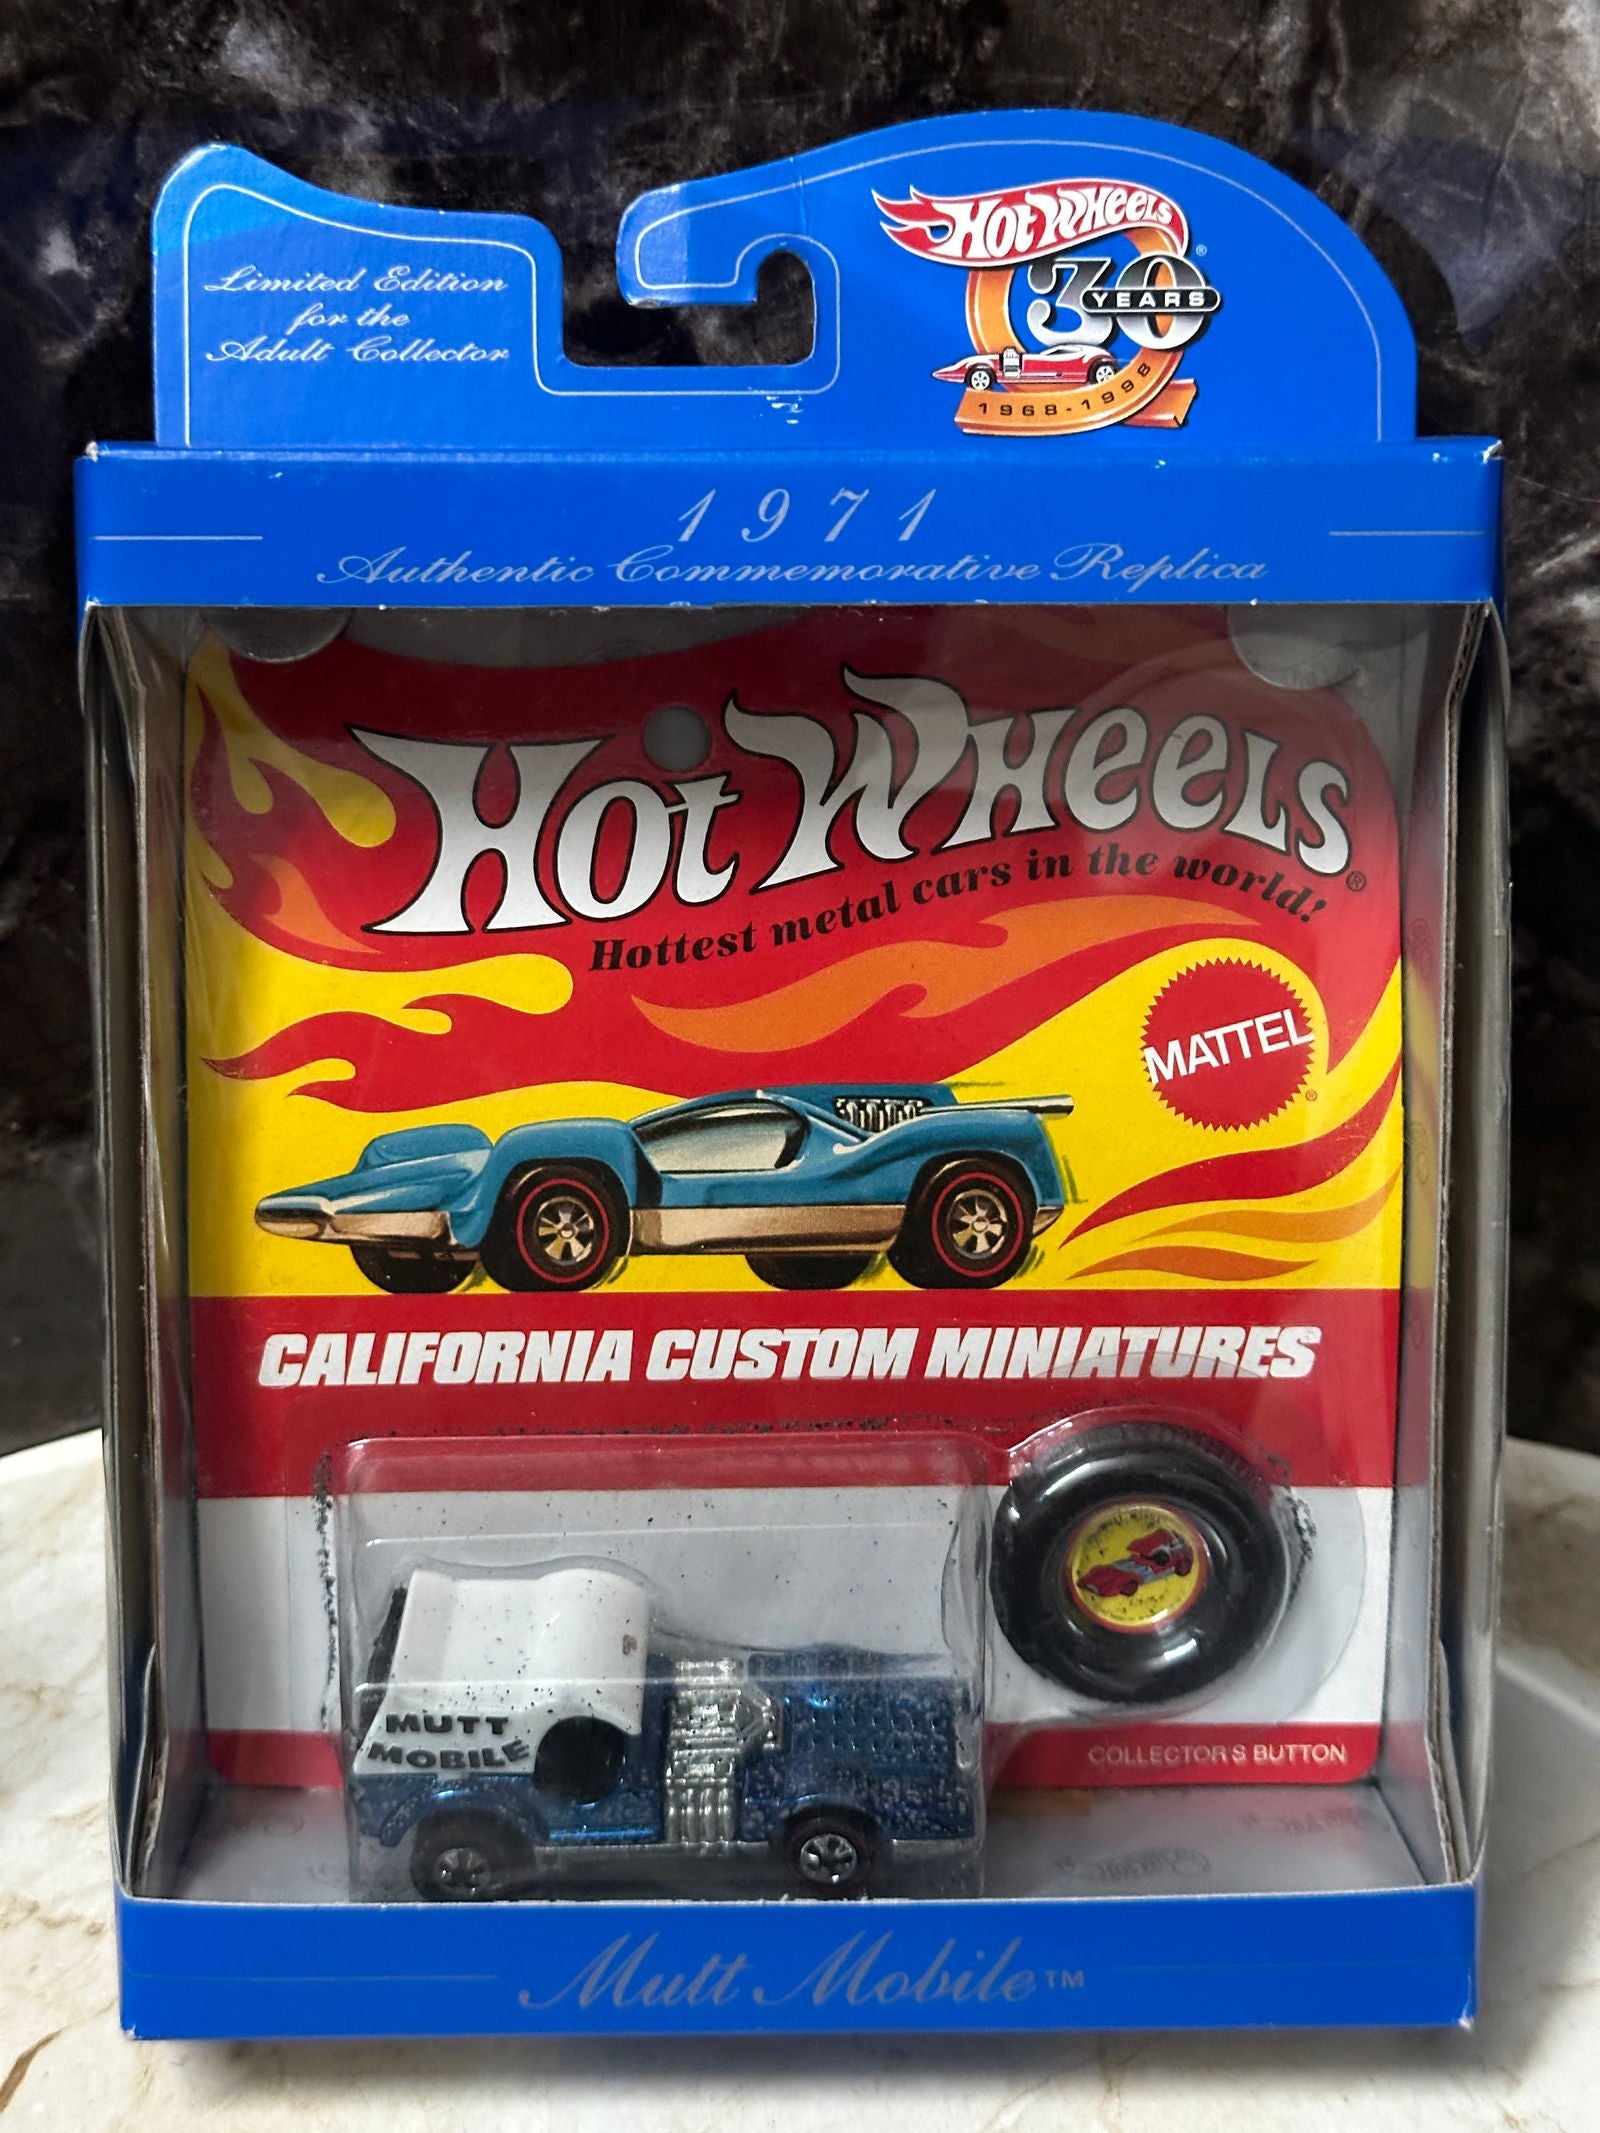 Limited Edition
for the
Adult Collector
Hot Wheels®
30
YEARS
1968-1998
1971
Authentic Commemorative Replica
Hot Wheels®
Hottest metal cars in the world!
MATTEL®
CALIFORNIA CUSTOM MINIATURES
MUTT
MOBILE
COLLECTOR'S BUTTON
Mutt Mobile™